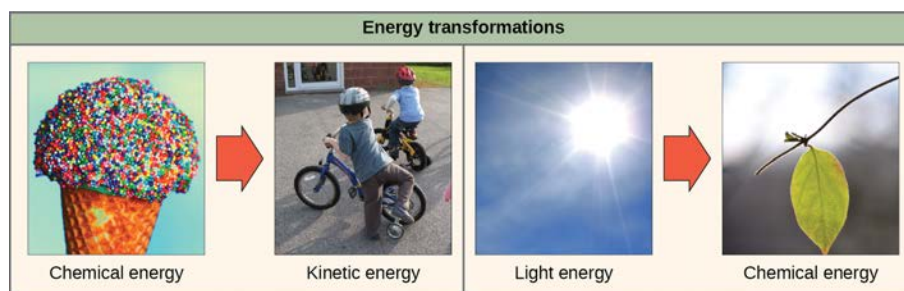 Energy transformations
Chemical energy
Kinetic energy
Light energy
Chemical energy